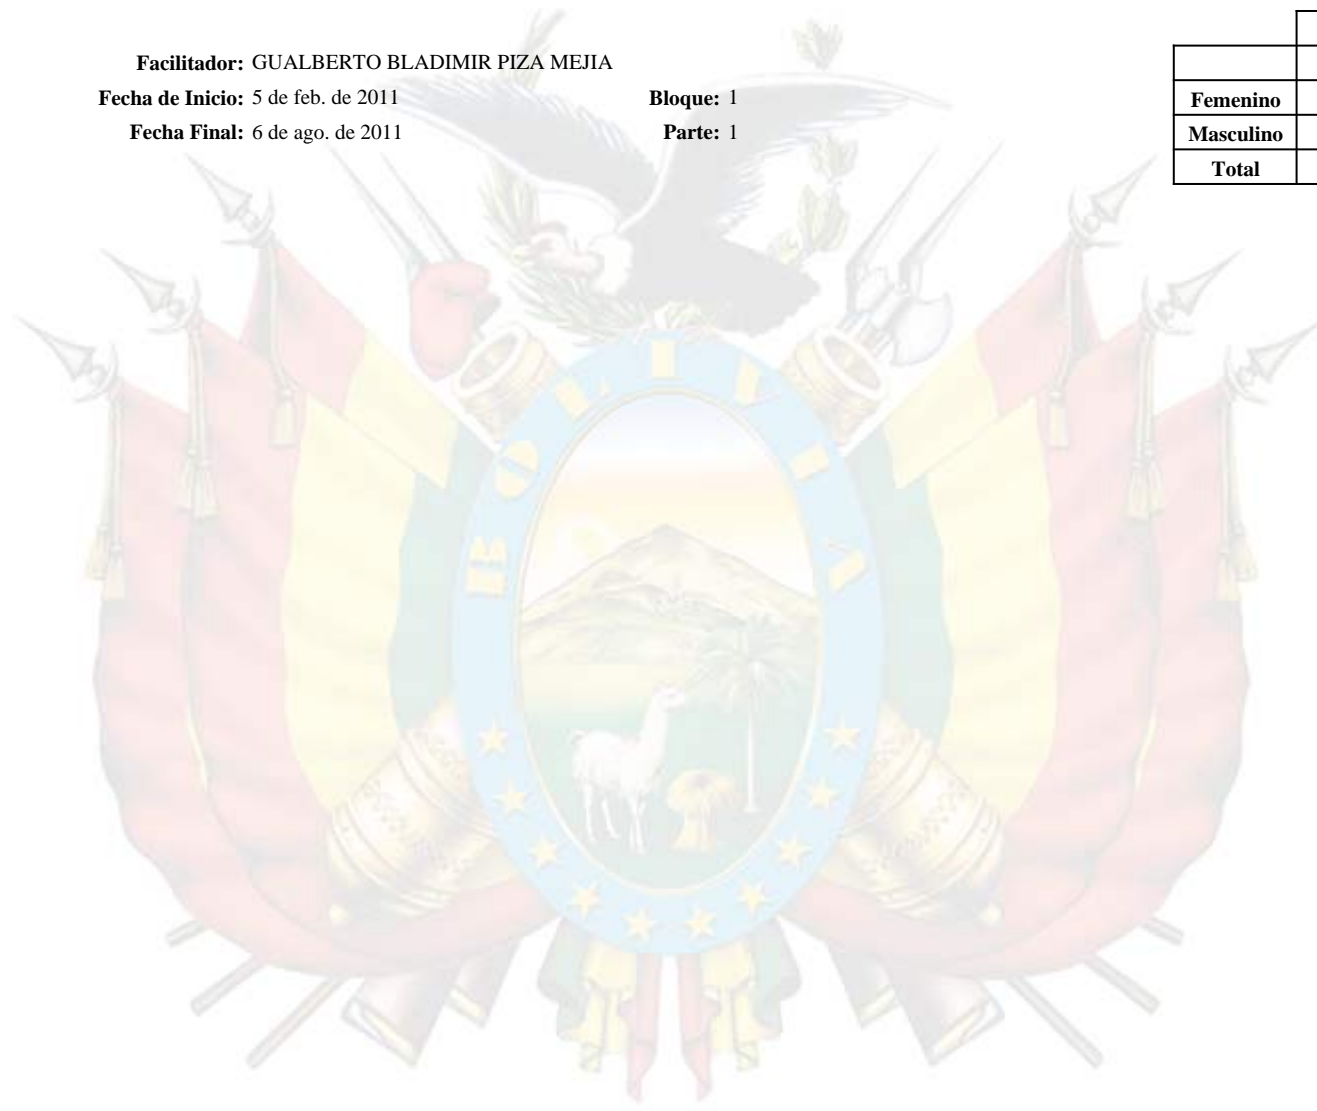 Facilitador: GUALBERTO BLADIMIR PIZA MEJIA
Fecha de Inicio: 5 de feb. de 2011 Bloque: 1
Fecha Final: 6 de ago. de 2011 Parte: 1
Femenino
Masculino
Total
BOLIVIA